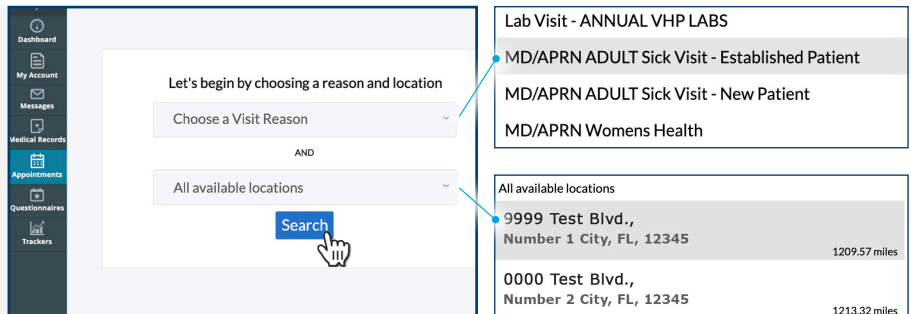 Dashboard
My Account
Messages
Medical Records
Appointments
Questionnaires
Trackers
Let's begin by choosing a reason and location
Choose a Visit Reason
AND
All available locations
Search
Lab Visit - ANNUAL VHP LABS
MD/APRN ADULT Sick Visit - Established Patient
MD/APRN ADULT Sick Visit - New Patient
MD/APRN Womens Health
All available locations
9999 Test Blvd.,
Number 1 City, FL, 12345
1209.57 miles
0000 Test Blvd.,
Number 2 City, FL, 12345
1213.32 miles